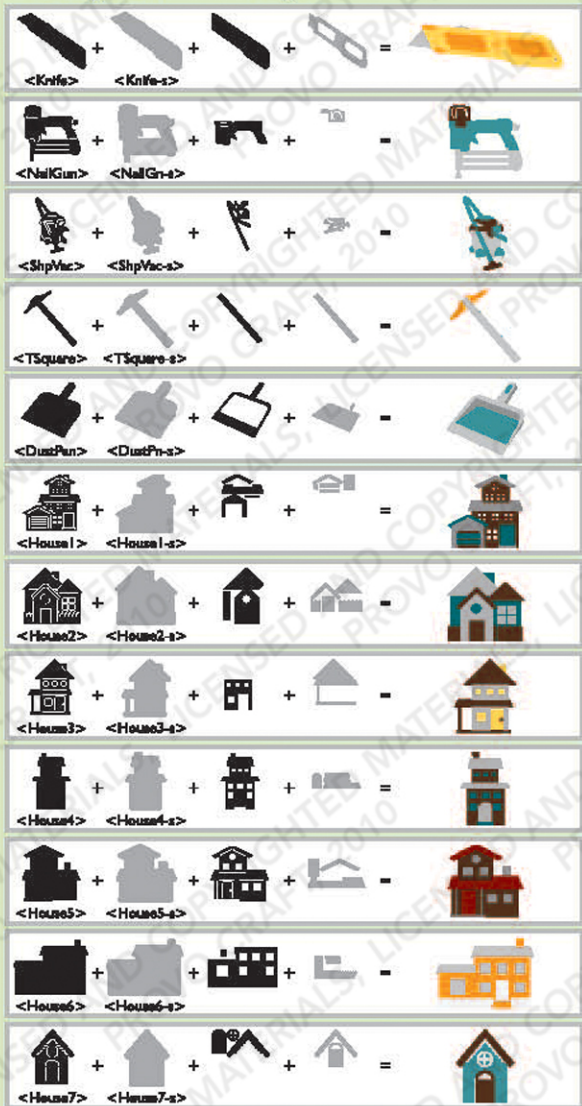 <Knife> <Knife-s>
<NailGun> <NailGn-s>
<ShpVac> <ShpVac-s>
<TSquare> <TSquare-s>
<DustPan> <DustPn-s>
<House1> <House1-s>
<House2> <House2-s>
<House3> <House3-s>
<House4> <House4-s>
<House5> <House5-s>
<House6> <House6-s>
<House7> <House7-s>
LICENSED AND COPYRIGHTED MATERIALS,
PROVO CRAFT, 2010